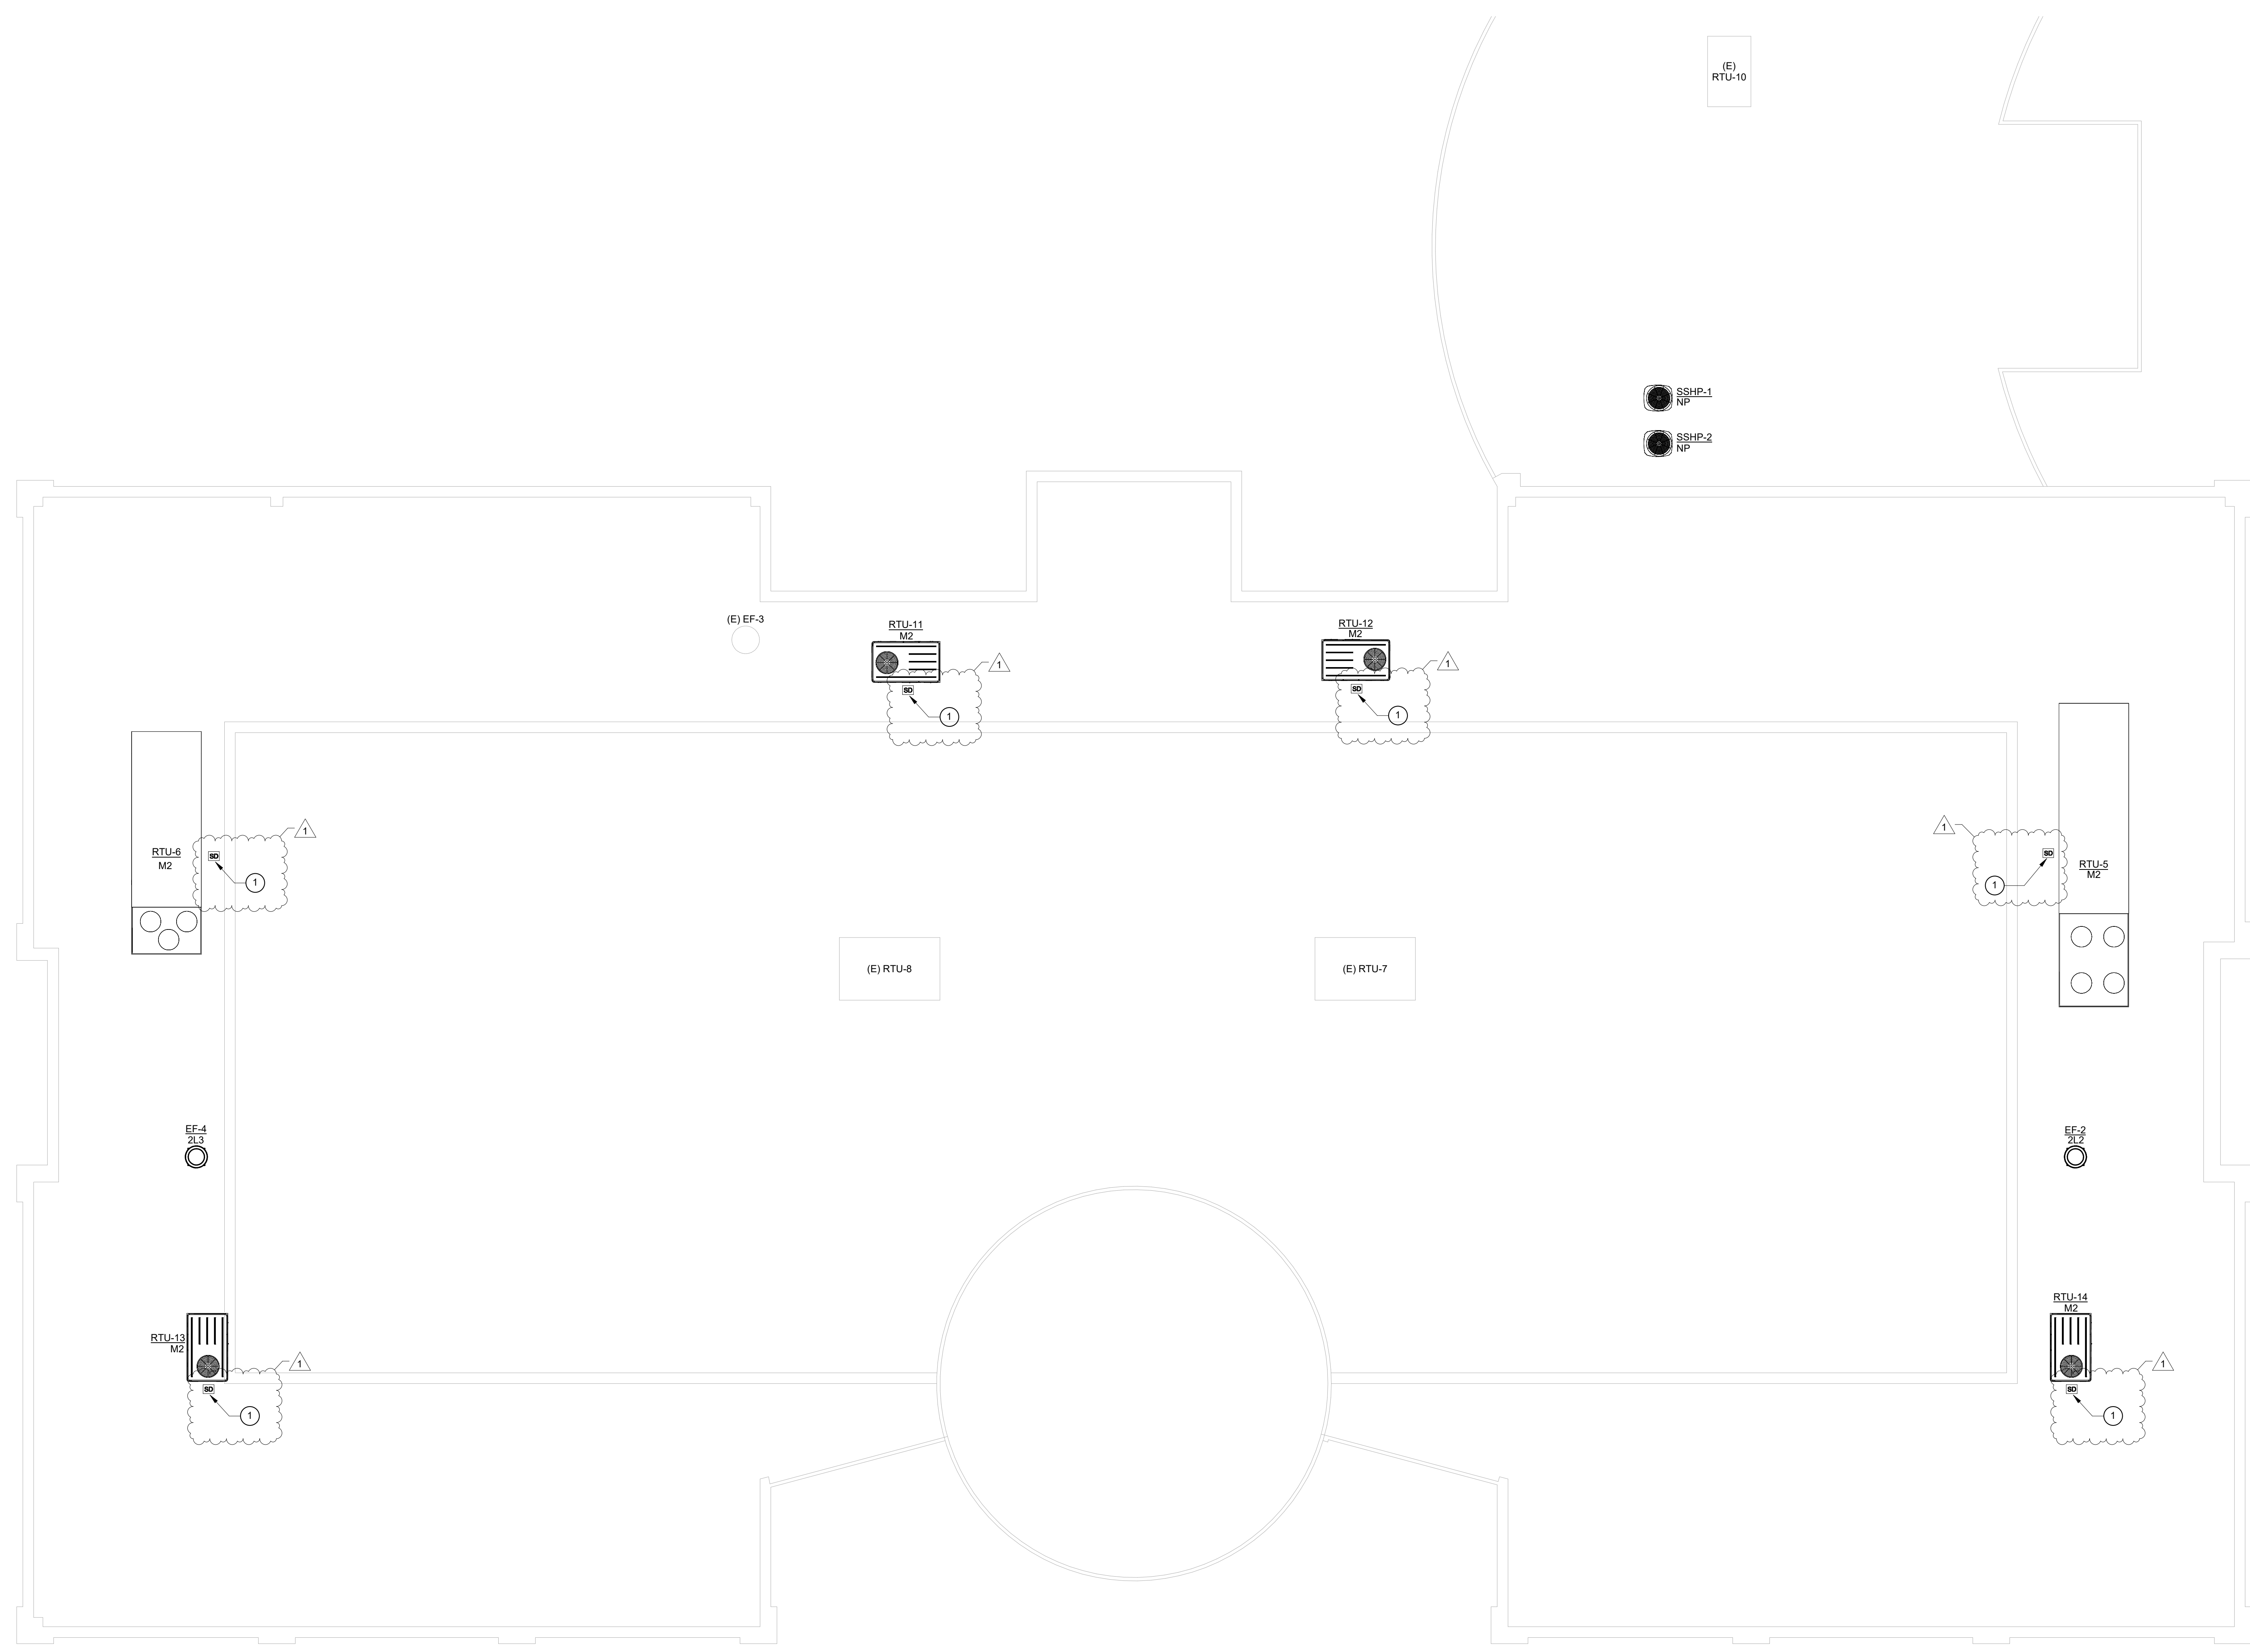 (E)
RTU-10
SSHP-1
NP
SSHP-2
NP
(E) EF-3
RTU-11
M2
1
SD
1
RTU-12
M2
1
SD
1
RTU-6
M2
1
SD
1
1
SD
1
RTU-5
M2
(E) RTU-8
(E) RTU-7
EF-4
2L3
EF-2
2L2
RTU-13
M2
1
SD
1
RTU-14
M2
1
SD
1